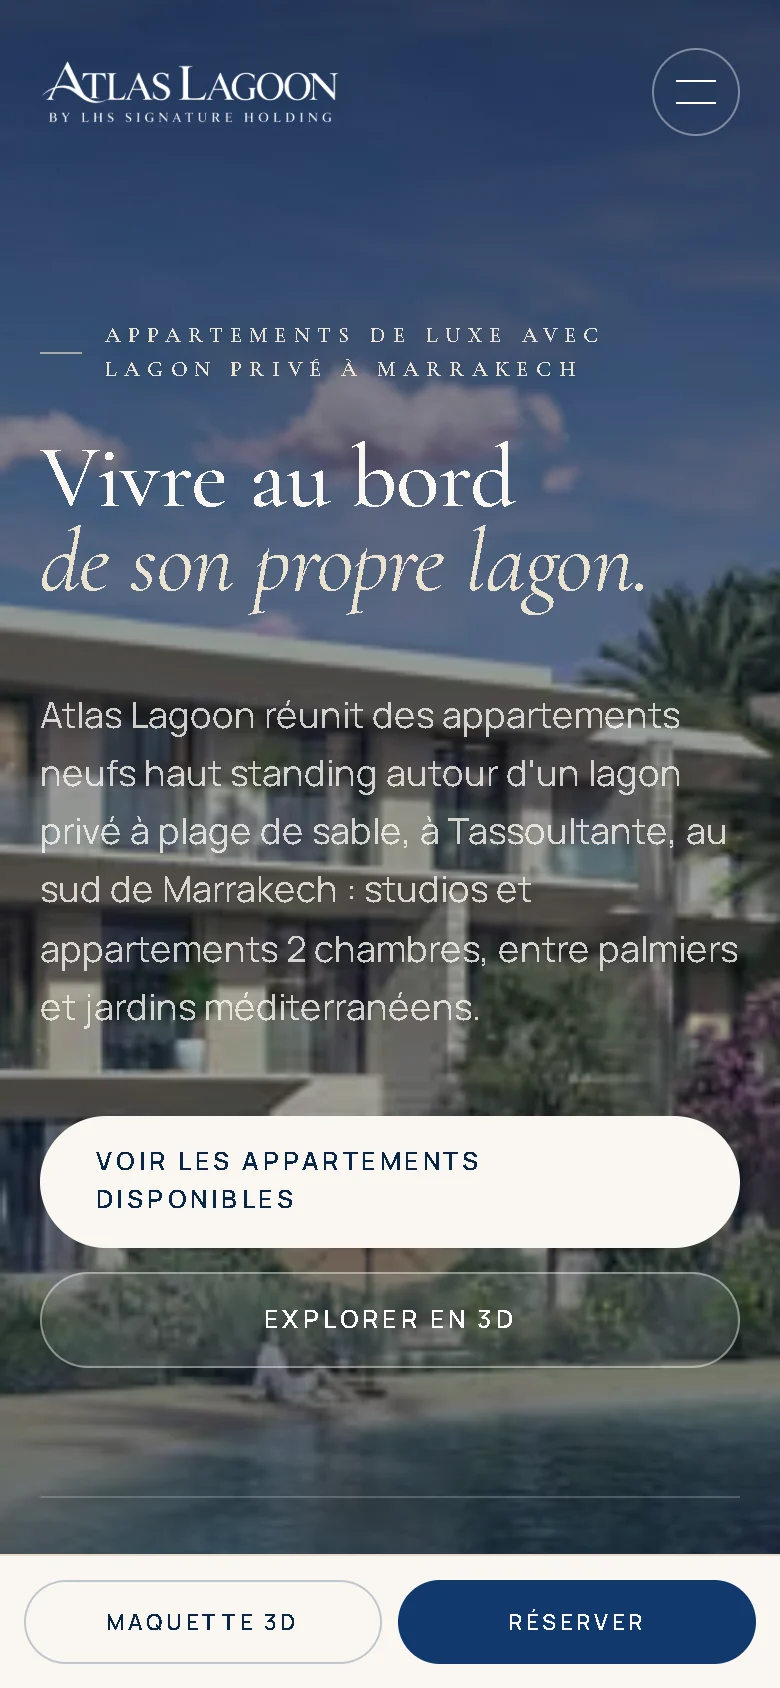 ATLAS LAGOON
BY LHS SIGNATURE HOLDING
APPARTEMENTS DE LUXE AVEC
LAGON PRIVÉ À MARRAKECH
Vivre au bord
de son propre lagon.
Atlas Lagoon réunit des appartements
neufs haut standing autour d'un lagon
privé à plage de sable, à Tassoultante, au
sud de Marrakech : studios et
appartements 2 chambres, entre palmiers
et jardins méditerranéens.
VOIR LES APPARTEMENTS
DISPONIBLES
EXPLORER EN 3D
MAQUETTE 3D
RÉSERVER